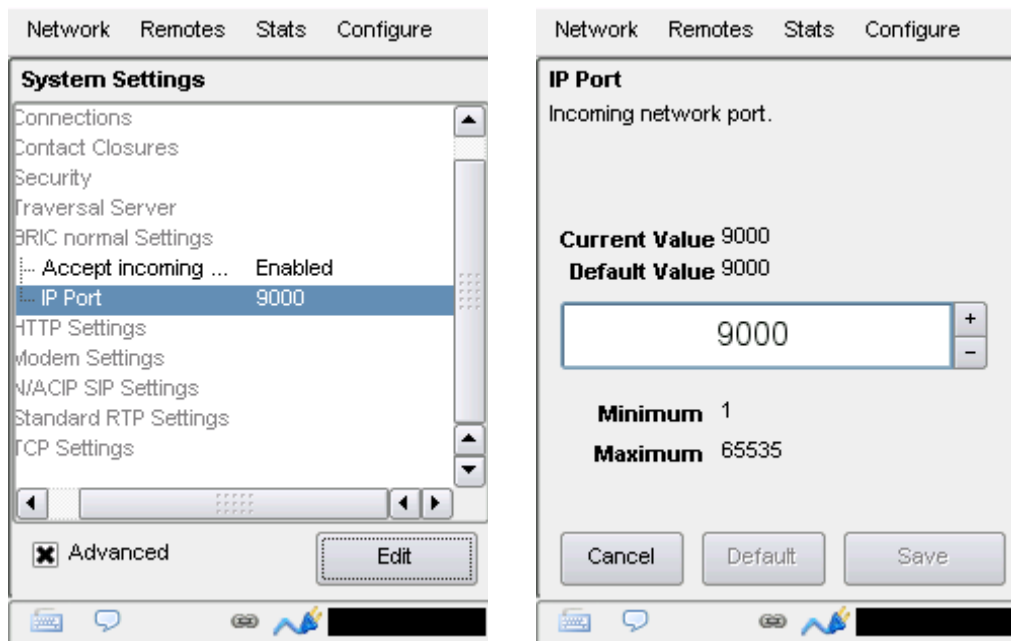 Network Remotes Stats Configure
System Settings
Connections
Contact Closures
Security
Traversal Server
BRIC normal Settings
Accept incoming ... Enabled
IP Port 9000
HTTP Settings
Modem Settings
N/ACIP SIP Settings
Standard RTP Settings
TCP Settings
Advanced
Edit
Network Remotes Stats Configure
IP Port
Incoming network port.
Current Value 9000
Default Value 9000
9000
+
-
Minimum 1
Maximum 65535
Cancel Default Save